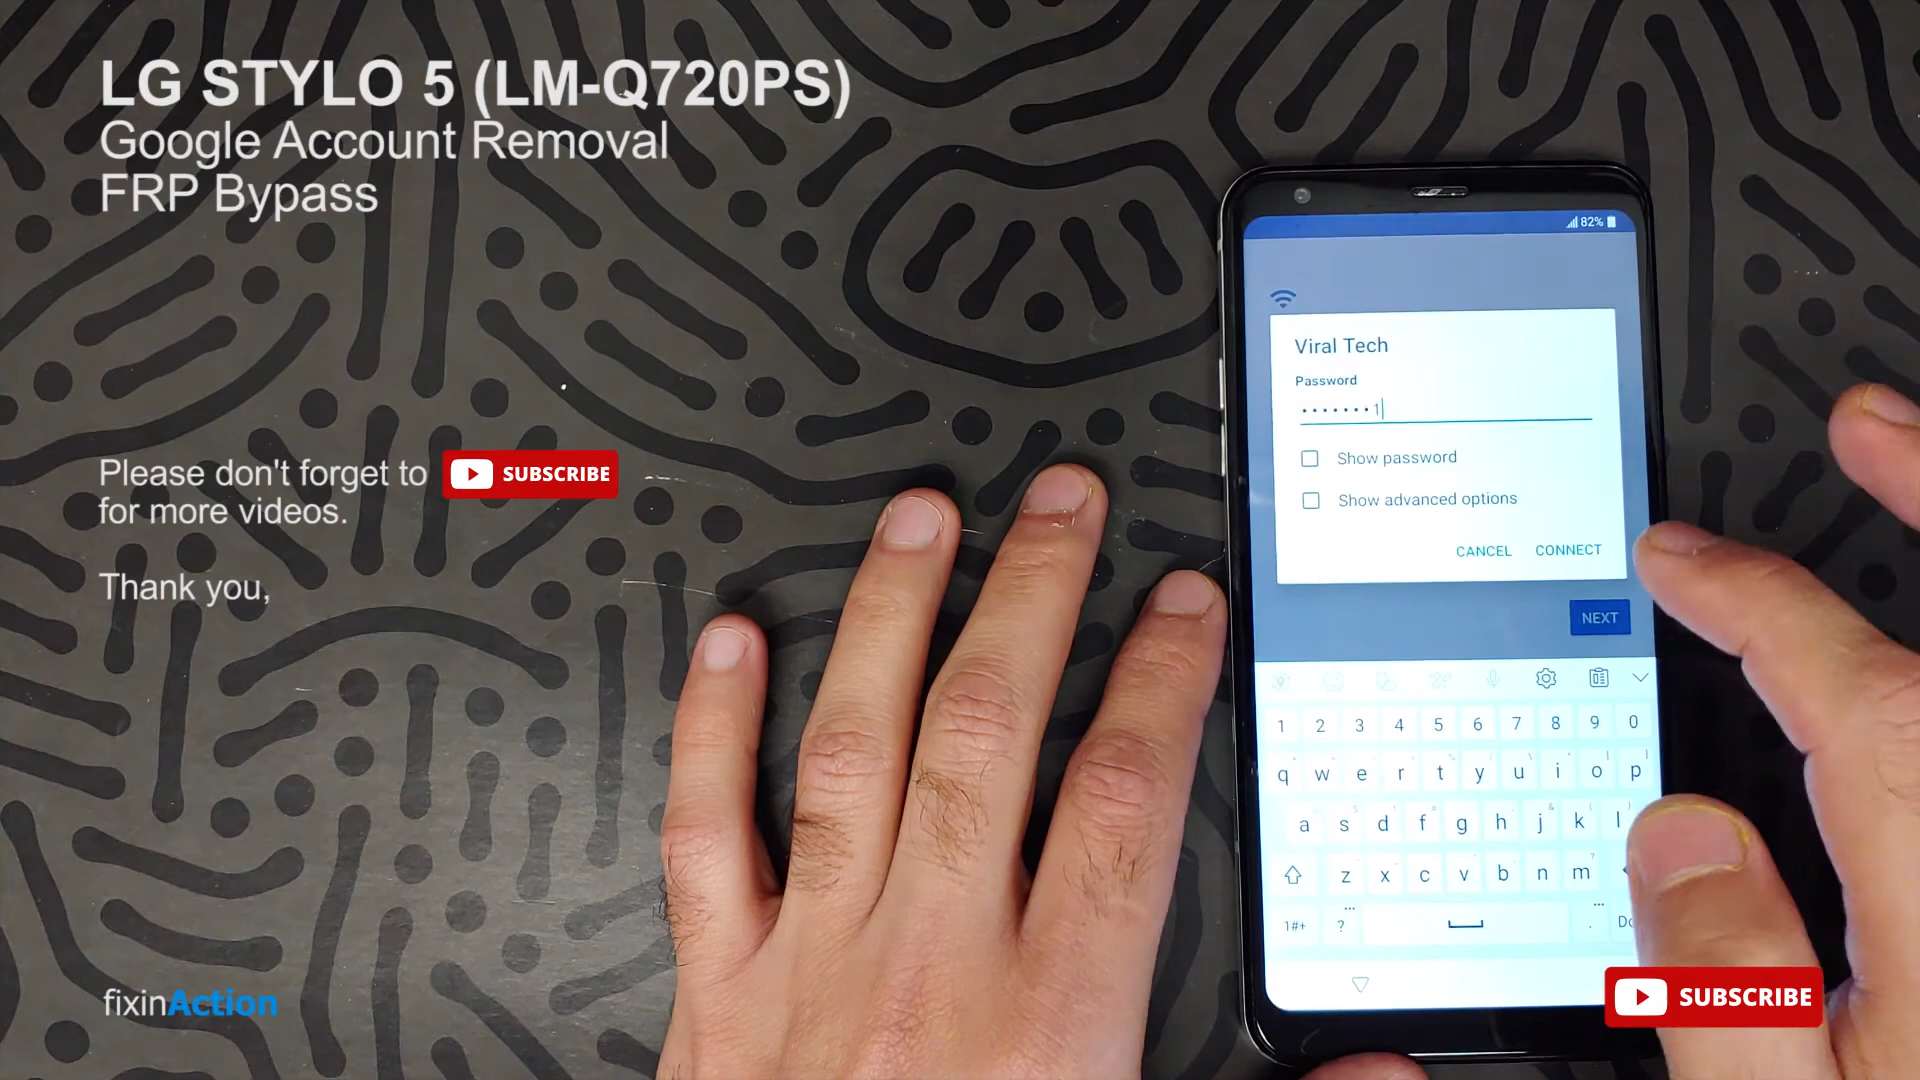 LG STYLO 5 (LM-Q720PS)
Google Account Removal
FRP Bypass
Please don't forget to SUBSCRIBE
for more videos.
Thank you,
fixinAction
82%
Viral Tech
Password
•••••••1
Show password
Show advanced options
CANCEL CONNECT
NEXT
1 2 3 4 5 6 7 8 9 0
q w e r t y u i o p
a s d f g h j k l
z x c v b n m
1#+ ? . Do
SUBSCRIBE